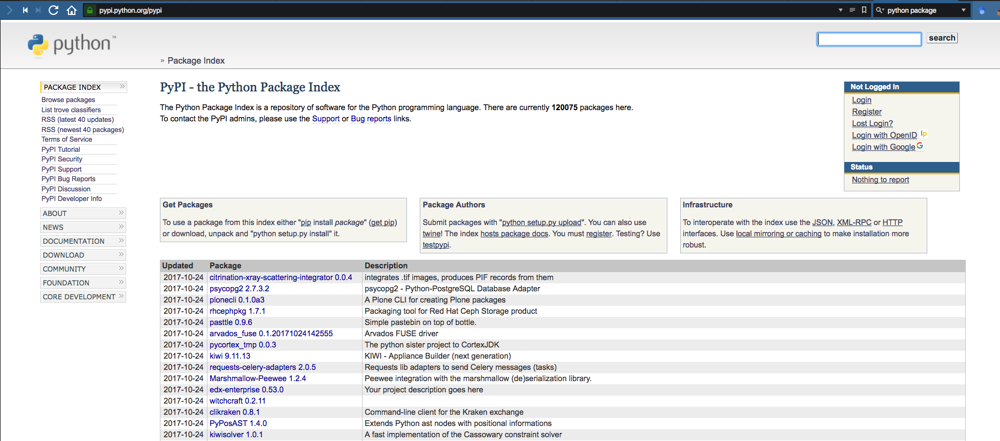 pypi.python.org/pypi
python package
python™
search
» Package Index
PACKAGE INDEX »
Browse packages
List trove classifiers
RSS (latest 40 updates)
RSS (newest 40 packages)
Terms of Service
PyPI Tutorial
PyPI Security
PyPI Support
PyPI Bug Reports
PyPI Discussion
PyPI Developer Info
ABOUT »
NEWS »
DOCUMENTATION »
DOWNLOAD »
COMMUNITY »
FOUNDATION »
CORE DEVELOPMENT »
PyPI - the Python Package Index
The Python Package Index is a repository of software for the Python programming language. There are currently 120075 packages here.
To contact the PyPI admins, please use the Support or Bug reports links.
Not Logged In
Login
Register
Lost Login?
Login with OpenID lp
Login with Google G
Status
Nothing to report
Get Packages
To use a package from this index either "pip install package" (get pip)
or download, unpack and "python setup.py install" it.
Package Authors
Submit packages with "python setup.py upload". You can also use
twine! The index hosts package docs. You must register. Testing? Use
testpypi.
Infrastructure
To interoperate with the index use the JSON, XML-RPC or HTTP
interfaces. Use local mirroring or caching to make installation more
robust.
Updated Package Description
2017-10-24 citrination-xray-scattering-integrator 0.0.4 integrates .tif images, produces PIF records from them
2017-10-24 psycopg2 2.7.3.2 psycopg2 - Python-PostgreSQL Database Adapter
2017-10-24 plonecli 0.1.0a3 A Plone CLI for creating Plone packages
2017-10-24 rhcephpkg 1.7.1 Packaging tool for Red Hat Ceph Storage product
2017-10-24 pasttle 0.9.6 Simple pastebin on top of bottle.
2017-10-24 arvados_fuse 0.1.20171024142555 Arvados FUSE driver
2017-10-24 pycortex_tmp 0.0.3 The python sister project to CortexJDK
2017-10-24 kiwi 9.11.13 KIWI - Appliance Builder (next generation)
2017-10-24 requests-celery-adapters 2.0.5 Requests lib adapters to send Celery messages (tasks)
2017-10-24 Marshmallow-Peewee 1.2.4 Peewee integration with the marshmallow (de)serialization library.
2017-10-24 edx-enterprise 0.53.0 Your project description goes here
2017-10-24 witchcraft 0.2.11
2017-10-24 clikraken 0.8.1 Command-line client for the Kraken exchange
2017-10-24 PyPosAST 1.4.0 Extends Python ast nodes with positional informations
2017-10-24 kiwisolver 1.0.1 A fast implementation of the Cassowary constraint solver